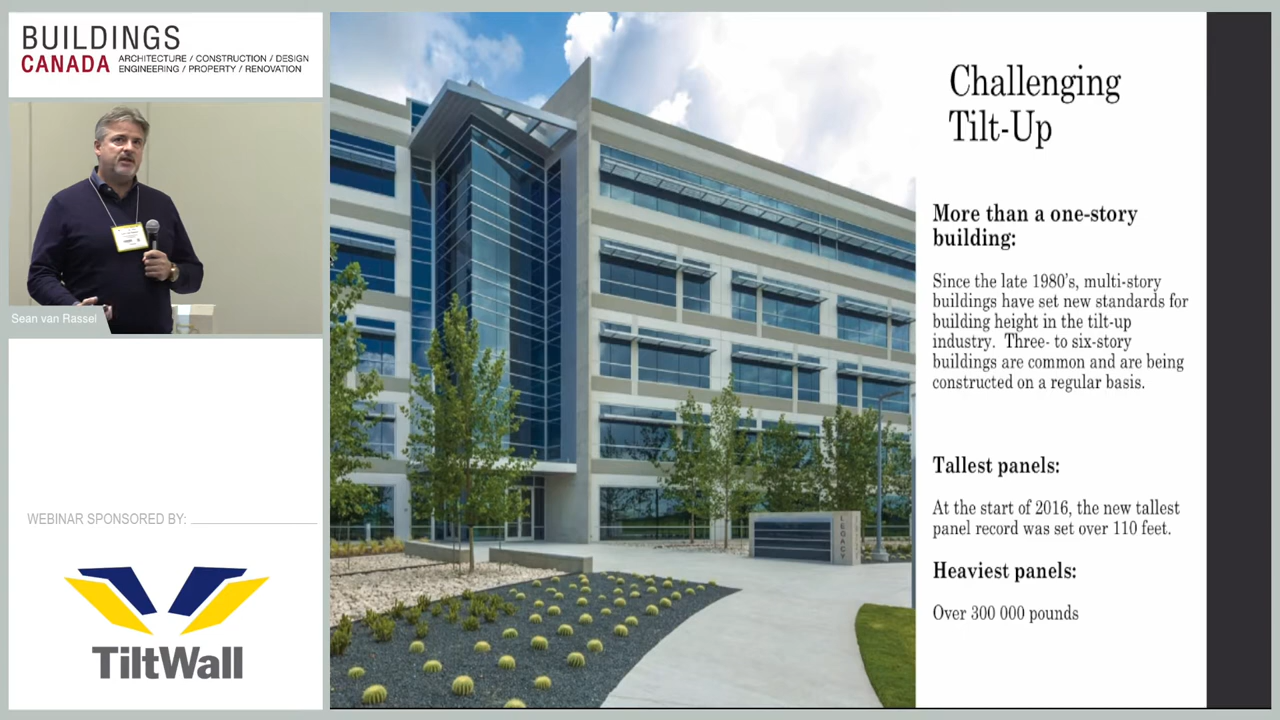 BUILDINGS
CANADA
ARCHITECTURE / CONSTRUCTION / DESIGN
ENGINEERING / PROPERTY / RENOVATION
Sean van Rassel
WEBINAR SPONSORED BY:
TiltWall
LEGACY
Challenging
Tilt-Up
More than a one-story
building:
Since the late 1980's, multi-story
buildings have set new standards for
building height in the tilt-up
industry. Three- to six-story
buildings are common and are being
constructed on a regular basis.
Tallest panels:
At the start of 2016, the new tallest
panel record was set over 110 feet.
Heaviest panels:
Over 300 000 pounds